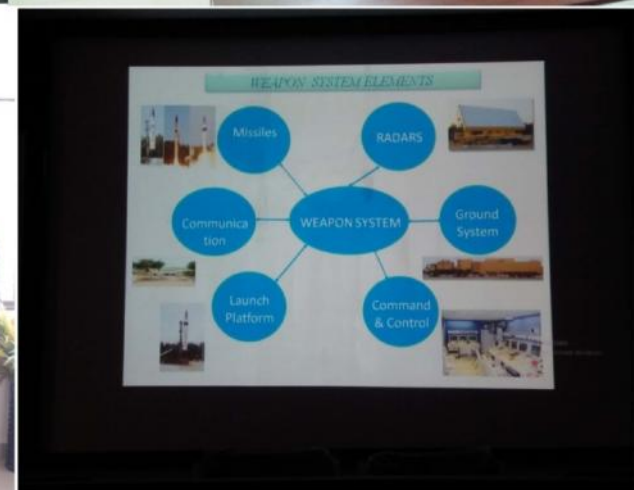 WEAPON SYSTEM ELEMENTS
Missiles
RADARS
Communica
tion
WEAPON SYSTEM
Ground
System
Launch
Platform
Command
& Control